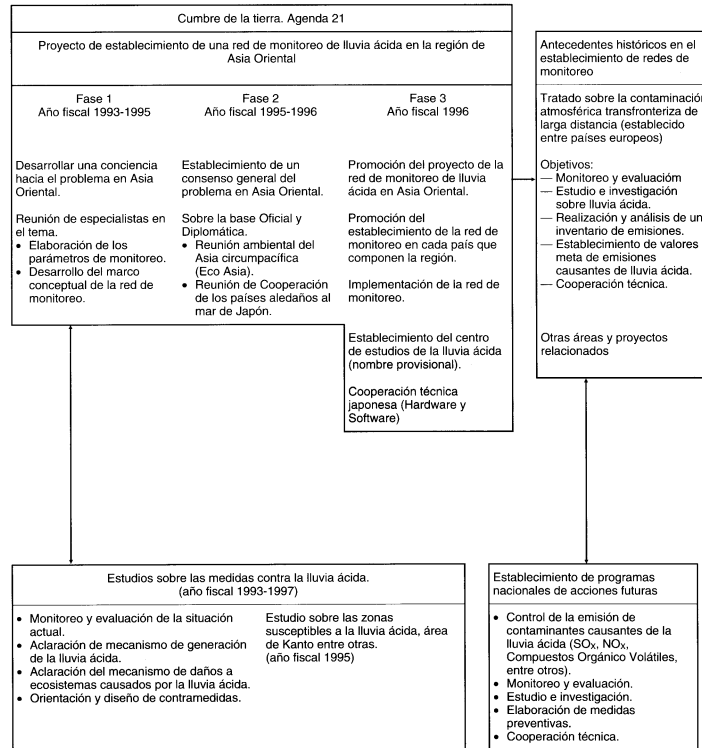 Cumbre de la tierra. Agenda 21
Proyecto de establecimiento de una red de monitoreo de lluvia ácida en la región de
Asia Oriental
Fase 1
Año fiscal 1993-1995
Desarrollar una conciencia
hacia el problema en Asia
Oriental.
Reunión de especialistas en
el tema.
• Elaboración de los
parámetros de monitoreo.
• Desarrollo del marco
conceptual de la red de
monitoreo.
Fase 2
Año fiscal 1995-1996
Establecimiento de un
consenso general del
problema en Asia Oriental.
Sobre la base Oficial y
Diplomática.
• Reunión ambiental del
Asia circumpacífica
(Eco Asia).
• Reunión de Cooperación
de los países aledaños al
mar de Japón.
Fase 3
Año fiscal 1996
Promoción del proyecto de la
red de monitoreo de lluvia
ácida en Asia Oriental.
Promoción del
establecimiento de la red de
monitoreo en cada país que
componen la región.
Implementación de la red de
monitoreo.
Establecimiento del centro
de estudios de la lluvia ácida
(nombre provisional).
Cooperación técnica
japonesa (Hardware y
Software)
Antecedentes históricos en el
establecimiento de redes de
monitoreo
Tratado sobre la contaminación
atmosférica transfronteriza de
larga distancia (establecido
entre países europeos)
Objetivos:
— Monitoreo y evaluacióm
— Estudio e investigación
sobre lluvia ácida.
— Realización y análisis de un
inventario de emisiones.
— Establecimiento de valores
meta de emisiones
causantes de lluvia ácida.
— Cooperación técnica.
Otras áreas y proyectos
relacionados
Estudios sobre las medidas contra la lluvia ácida.
(año fiscal 1993-1997)
• Monitoreo y evaluación de la situación
actual.
• Aclaración de mecanismo de generación
de la lluvia ácida.
• Aclaración del mecanismo de daños a
ecosistemas causados por la lluvia ácida.
• Orientación y diseño de contramedidas.
Estudio sobre las zonas
susceptibles a la lluvia ácida, área
de Kanto entre otras.
(año fiscal 1995)
Establecimiento de programas
nacionales de acciones futuras
• Control de la emisión de
contaminantes causantes de la
lluvia ácida (SOₓ, NOₓ,
Compuestos Orgánico Volátiles,
entre otros).
• Monitoreo y evaluación.
• Estudio e investigación.
• Elaboración de medidas
preventivas.
• Cooperación técnica.